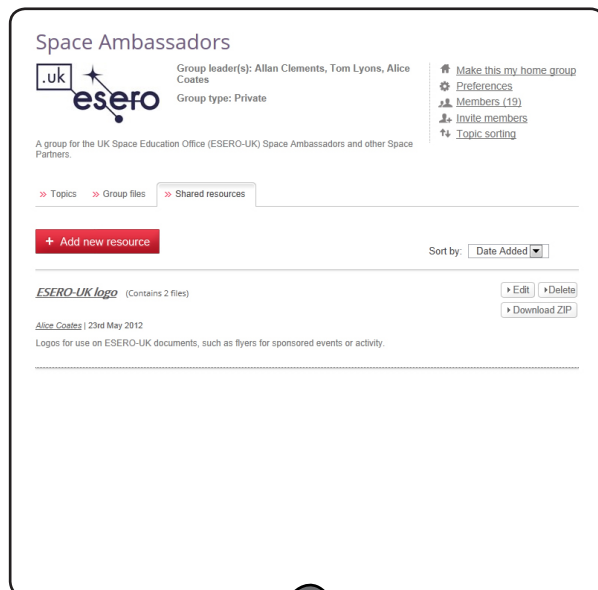 Space Ambassadors
.uk
esero
Group leader(s): Allan Clements, Tom Lyons, Alice
Coates
Group type: Private
Make this my home group
Preferences
Members (19)
Invite members
Topic sorting
A group for the UK Space Education Office (ESERO-UK) Space Ambassadors and other Space
Partners.
» Topics » Group files » Shared resources
+ Add new resource
Sort by: Date Added
ESERO-UK logo (Contains 2 files)
Edit Delete
Download ZIP
Alice Coates | 23rd May 2012
Logos for use on ESERO-UK documents, such as flyers for sponsored events or activity.